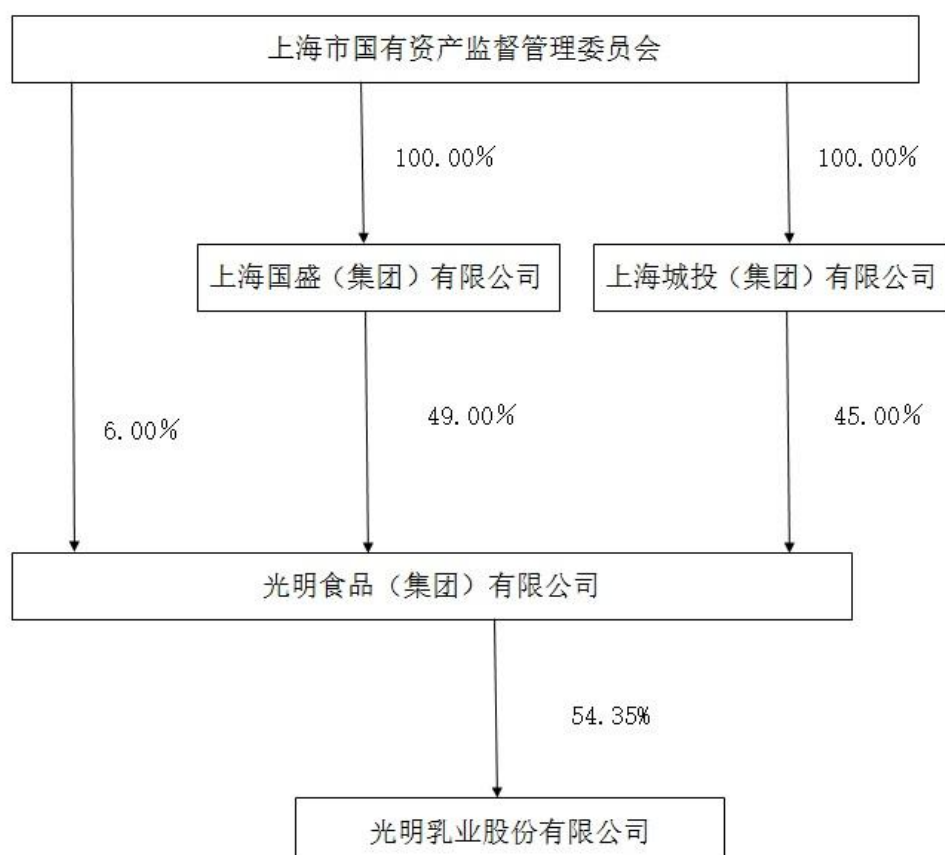 上海市国有资产监督管理委员会
100.00%
100.00%
上海国盛（集团）有限公司
上海城投（集团）有限公司
6.00%
49.00%
45.00%
光明食品（集团）有限公司
54.35%
光明乳业股份有限公司